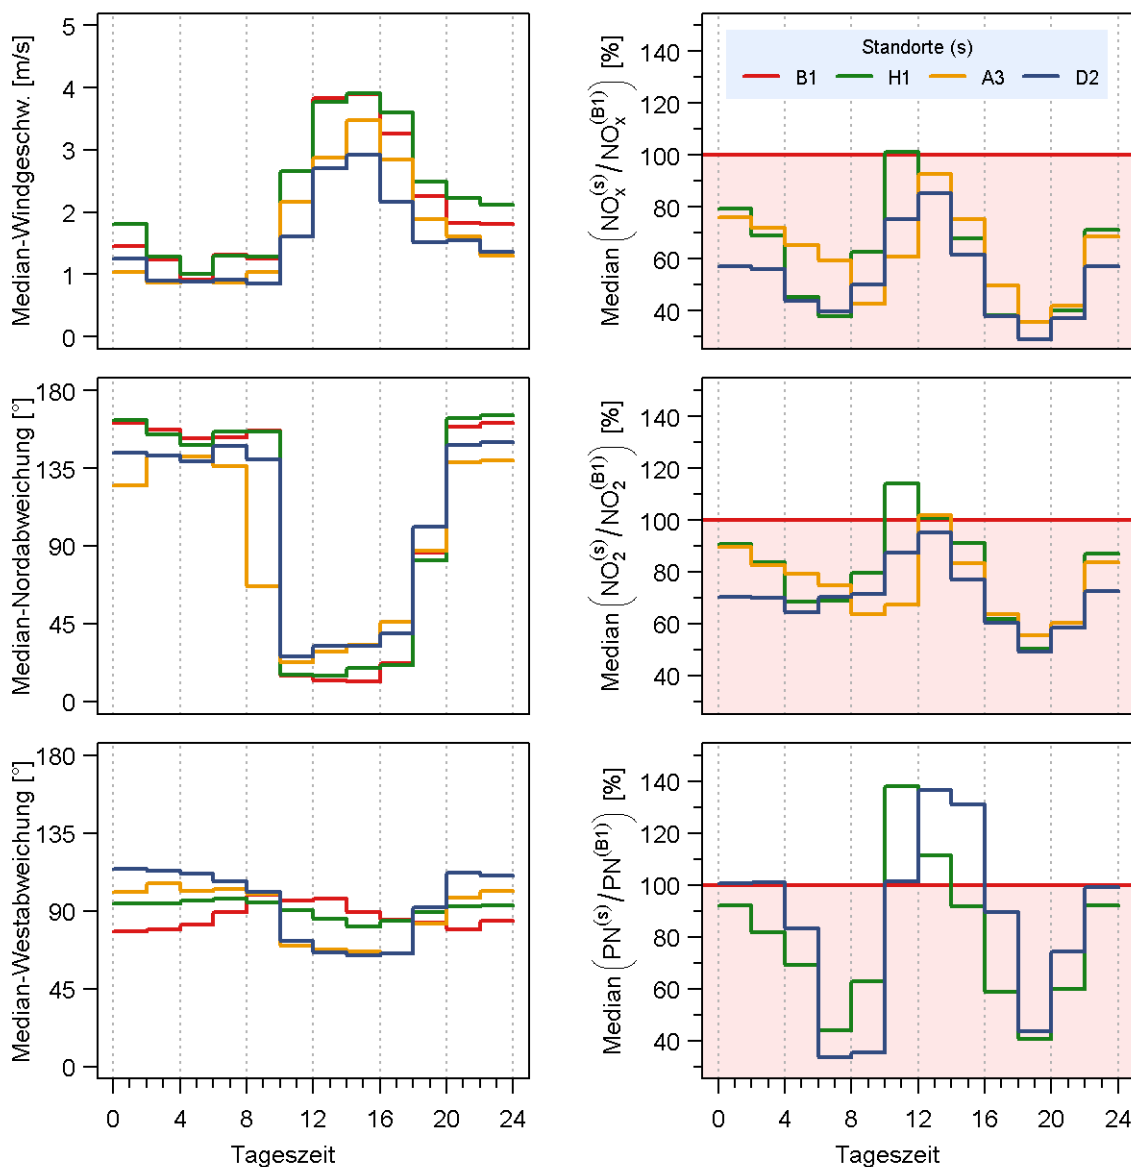 Median-Windgeschw. [m/s]
5
4
3
2
1
0
Median (NOx(s)/NOx(B1)) [%]
140
120
100
80
60
40
Standorte (s)
B1 H1 A3 D2
Median-Nordabweichung [°]
180
135
90
45
0
Median (NO2(s)/NO2(B1)) [%]
140
120
100
80
60
40
Median-Westabweichung [°]
180
135
90
45
0
0 4 8 12 16 20 24
Tageszeit
Median (PN(s)/PN(B1)) [%]
140
120
100
80
60
40
0 4 8 12 16 20 24
Tageszeit